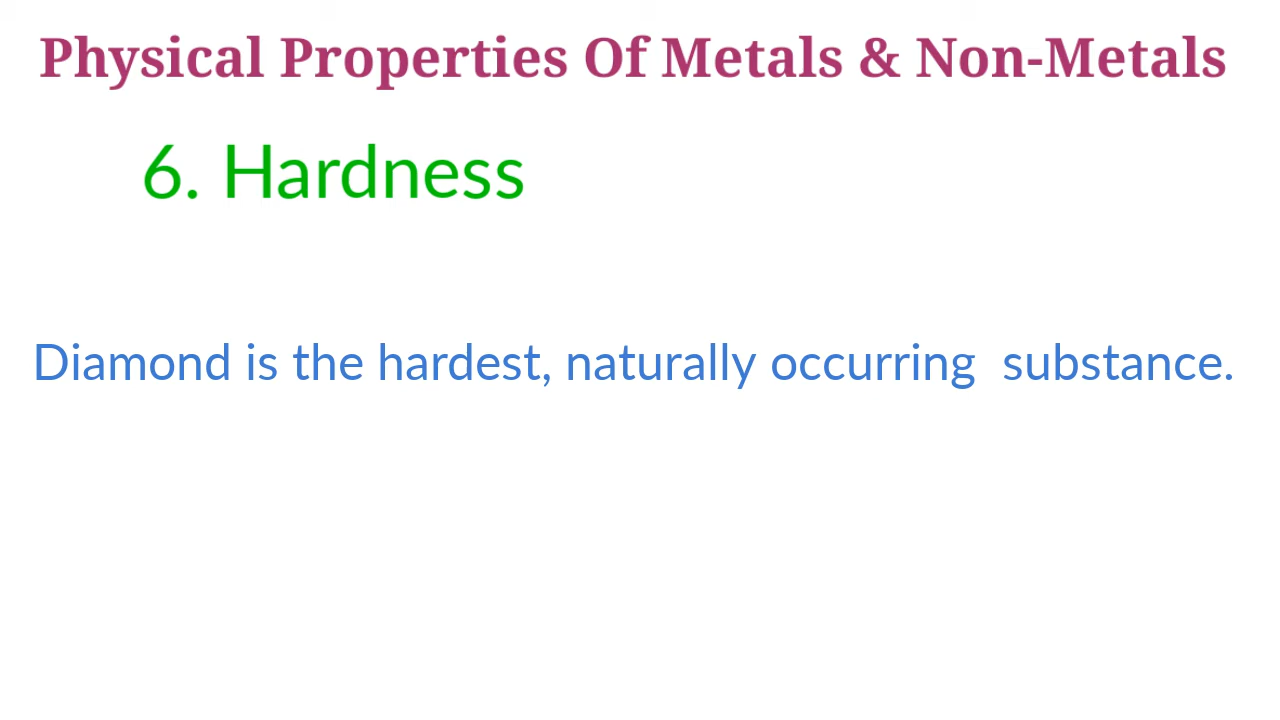 Physical Properties Of Metals & Non-Metals
6. Hardness
Diamond is the hardest, naturally occurring  substance.